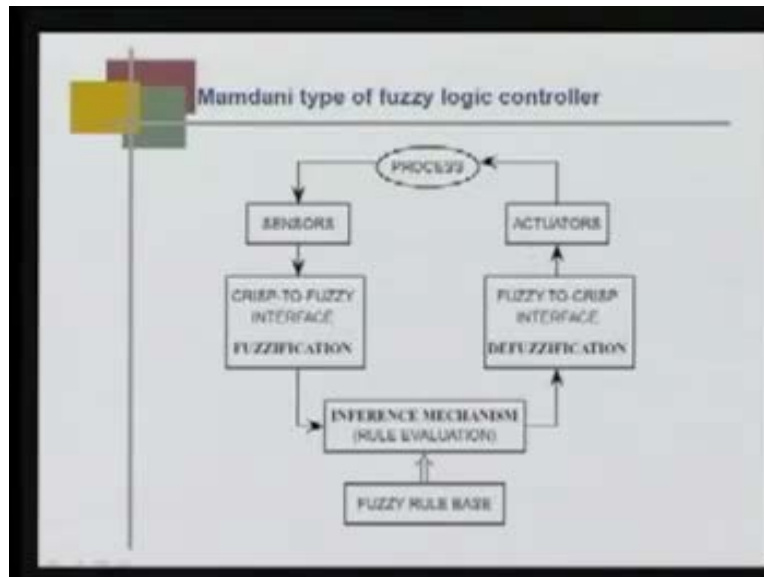 Mamdani type of fuzzy logic controller
PROCESS
SENSORS
ACTUATORS
CRISP-TO-FUZZY
INTERFACE
FUZZIFICATION
FUZZY TO-CRISP
INTERFACE
DEFUZZIFICATION
INFERENCE MECHANISM
(RULE EVALUATION)
FUZZY RULE BASE